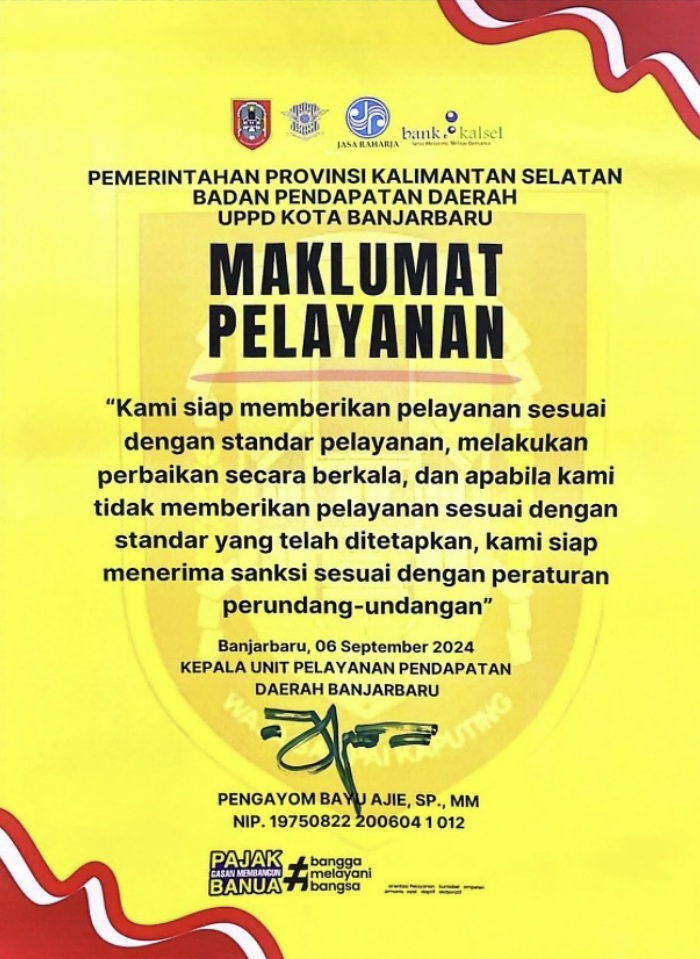 JASA RAHARJA
bank kalsel
PEMERINTAHAN PROVINSI KALIMANTAN SELATAN
BADAN PENDAPATAN DAERAH
UPPD KOTA BANJARBARU
MAKLUMAT
PELAYANAN
“Kami siap memberikan pelayanan sesuai
dengan standar pelayanan, melakukan
perbaikan secara berkala, dan apabila kami
tidak memberikan pelayanan sesuai dengan
standar yang telah ditetapkan, kami siap
menerima sanksi sesuai dengan peraturan
perundang-undangan”
Banjarbaru, 06 September 2024
KEPALA UNIT PELAYANAN PENDAPATAN
DAERAH BANJARBARU
PENGAYOM BAYU AJIE, SP., MM
NIP. 19750822 200604 1 012
PAJAK
GASAN MEMBANGUN
BANUA
#bangga
melayani
bangsa